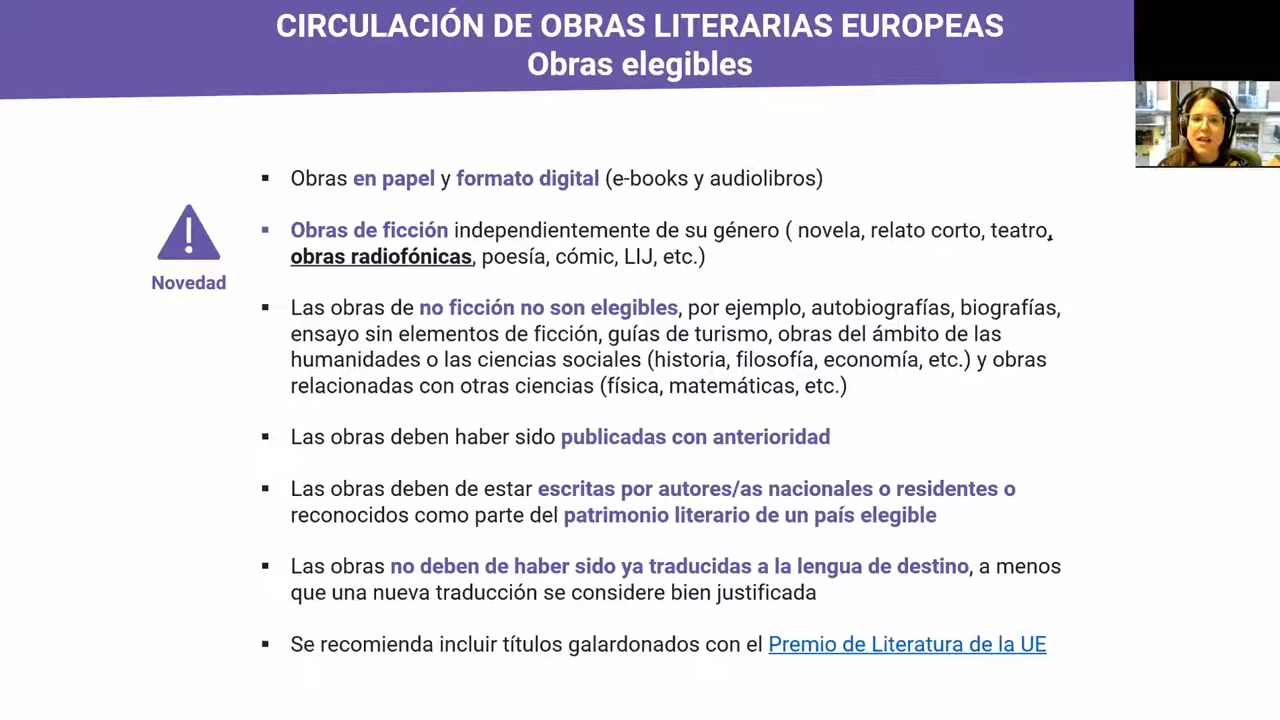 CIRCULACIÓN DE OBRAS LITERARIAS EUROPEAS
Obras elegibles
▪ Obras en papel y formato digital (e-books y audiolibros)
Novedad
▪ Obras de ficción independientemente de su género ( novela, relato corto, teatro,
obras radiofónicas, poesía, cómic, LIJ, etc.)
▪ Las obras de no ficción no son elegibles, por ejemplo, autobiografías, biografías,
ensayo sin elementos de ficción, guías de turismo, obras del ámbito de las
humanidades o las ciencias sociales (historia, filosofía, economía, etc.) y obras
relacionadas con otras ciencias (física, matemáticas, etc.)
▪ Las obras deben haber sido publicadas con anterioridad
▪ Las obras deben de estar escritas por autores/as nacionales o residentes o
reconocidos como parte del patrimonio literario de un país elegible
▪ Las obras no deben de haber sido ya traducidas a la lengua de destino, a menos
que una nueva traducción se considere bien justificada
▪ Se recomienda incluir títulos galardonados con el Premio de Literatura de la UE